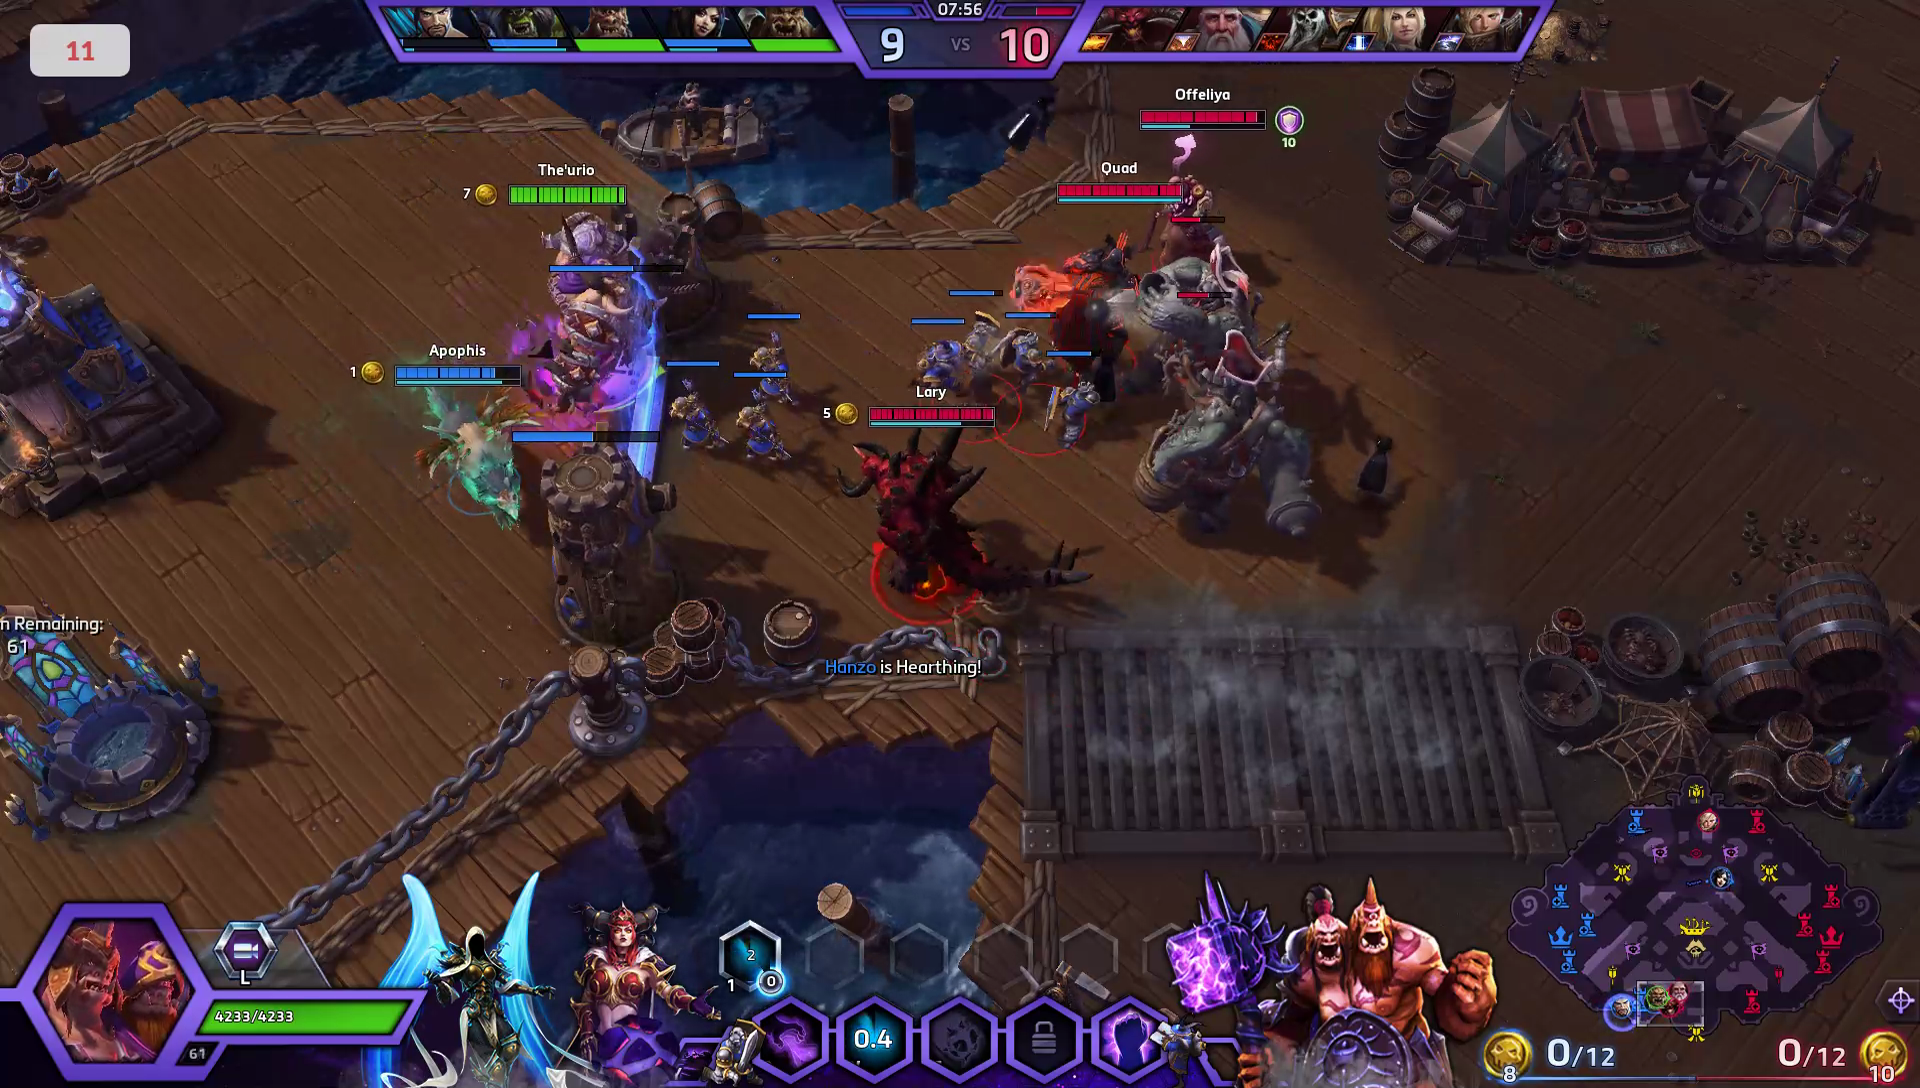 11
07:56
9 VS 10
Offeliya
10
Quad
The'urio
7
Apophis
1
Lary
5
n Remaining:
61
Hanzo is Hearthing!
L
4233/4233
61
2
1
0
0.4
0/12
8
0/12
10